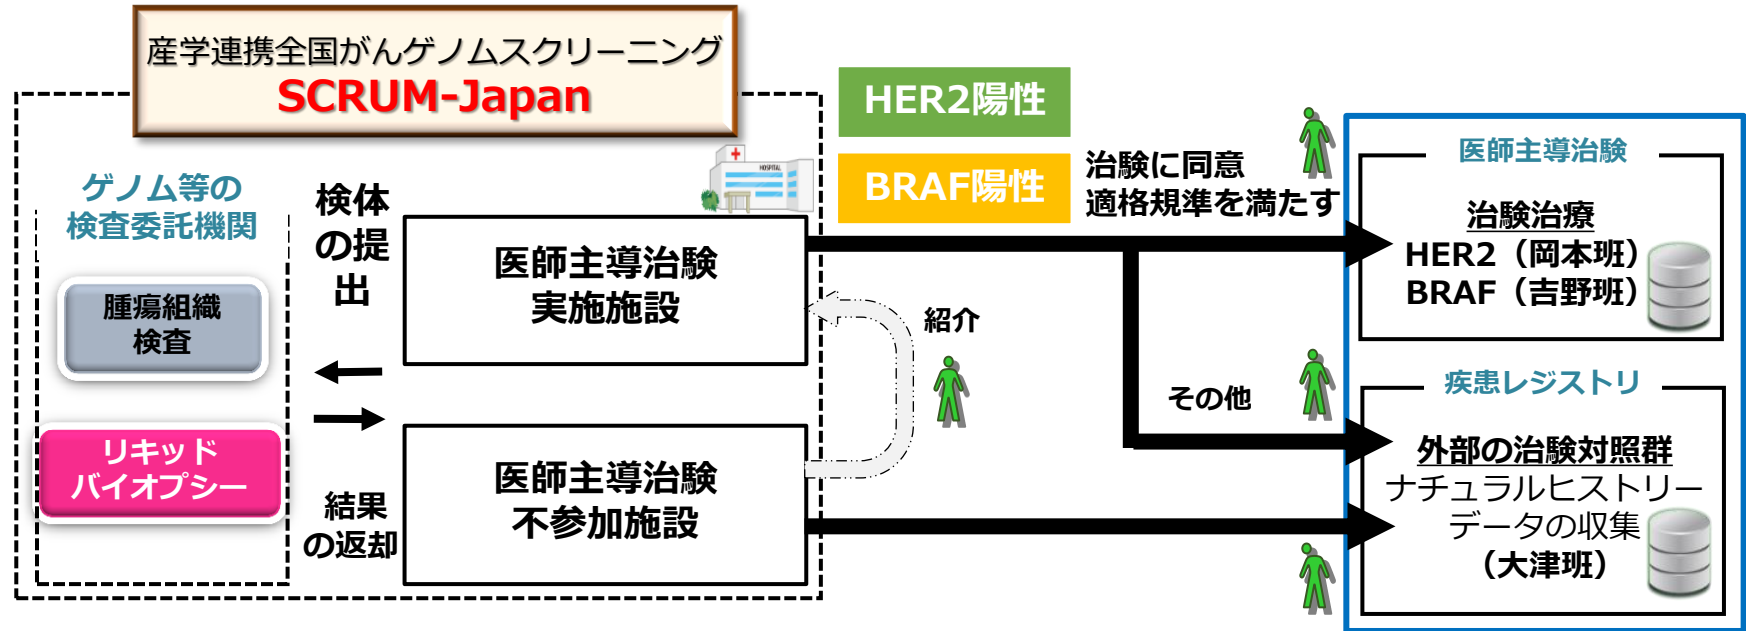 産学連携全国がんゲノムスクリーニング
SCRUM-Japan
ゲノム等の
検査委託機関
腫瘍組織
検査
リキッド
バイオプシー
検体
の提
出
結果
の返却
HOSPITAL
医師主導治験
実施施設
医師主導治験
不参加施設
紹介
HER2陽性
BRAF陽性
治験に同意
適格規準を満たす
その他
医師主導治験
治験治療
HER2（岡本班）
BRAF（吉野班）
疾患レジストリ
外部の治験対照群
ナチュラルヒストリー
データの収集
（大津班）